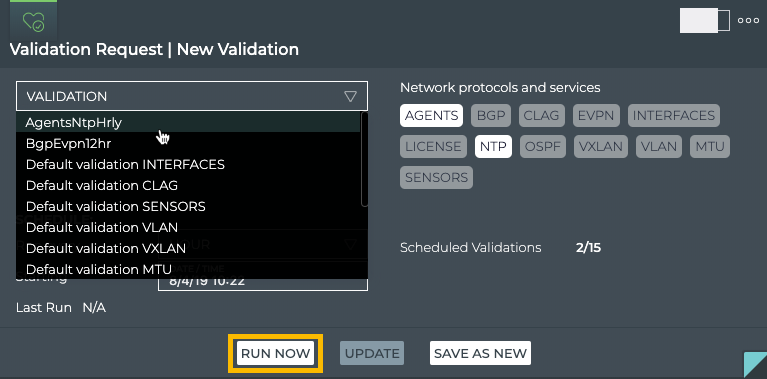 Validation Request | New Validation
VALIDATION
AgentsNtpHrly
BgpEvpn12hr
Default validation INTERFACES
Default validation CLAG
Default validation SENSORS
Default validation VLAN
Default validation VXLAN
Default validation MTU
Starting
8/4/19 10:22
Last Run N/A
Network protocols and services
AGENTS BGP CLAG EVPN INTERFACES
LICENSE NTP OSPF VXLAN VLAN MTU
SENSORS
Scheduled Validations 2/15
RUN NOW UPDATE SAVE AS NEW